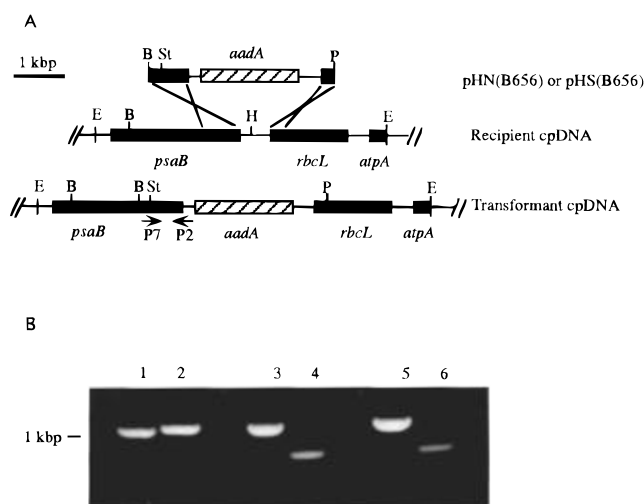 A
B St aadA P
1 kbp
pHN(B656) or pHS(B656)
E B H E
Recipient cpDNA
psaB rbcL atpA
E B B St P E
Transformant cpDNA
psaB P7 P2 aadA rbcL atpA
B
1 2 3 4 5 6
1 kbp